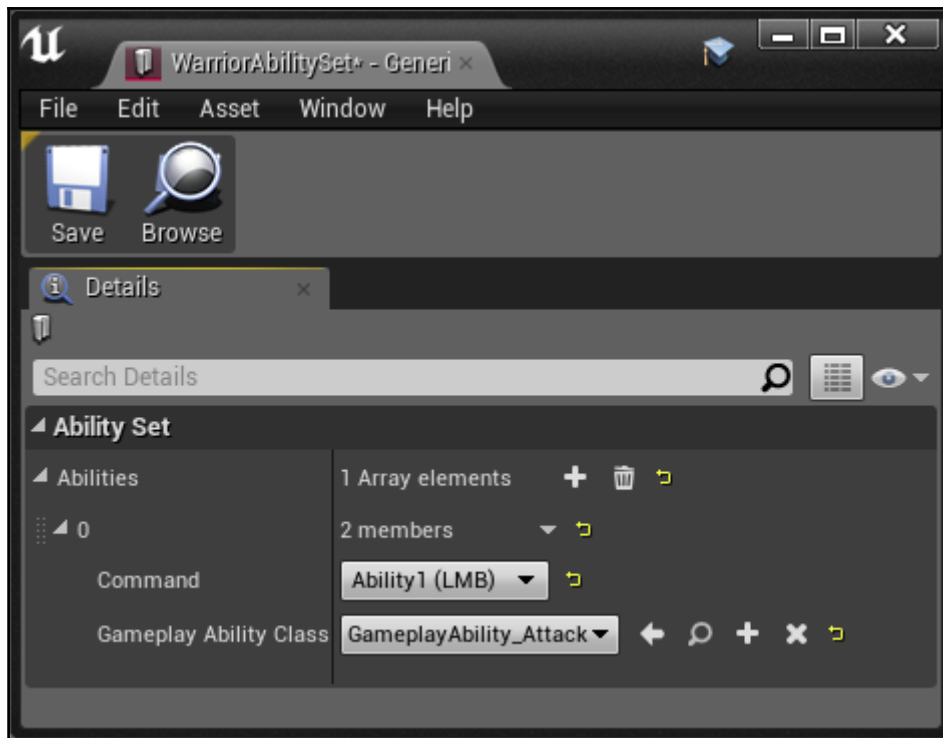 WarriorAbilitySet* - Generi
File Edit Asset Window Help
Save Browse
Details
Search Details
Ability Set
Abilities 1 Array elements
0 2 members
Command Ability1 (LMB)
Gameplay Ability Class GameplayAbility_Attack